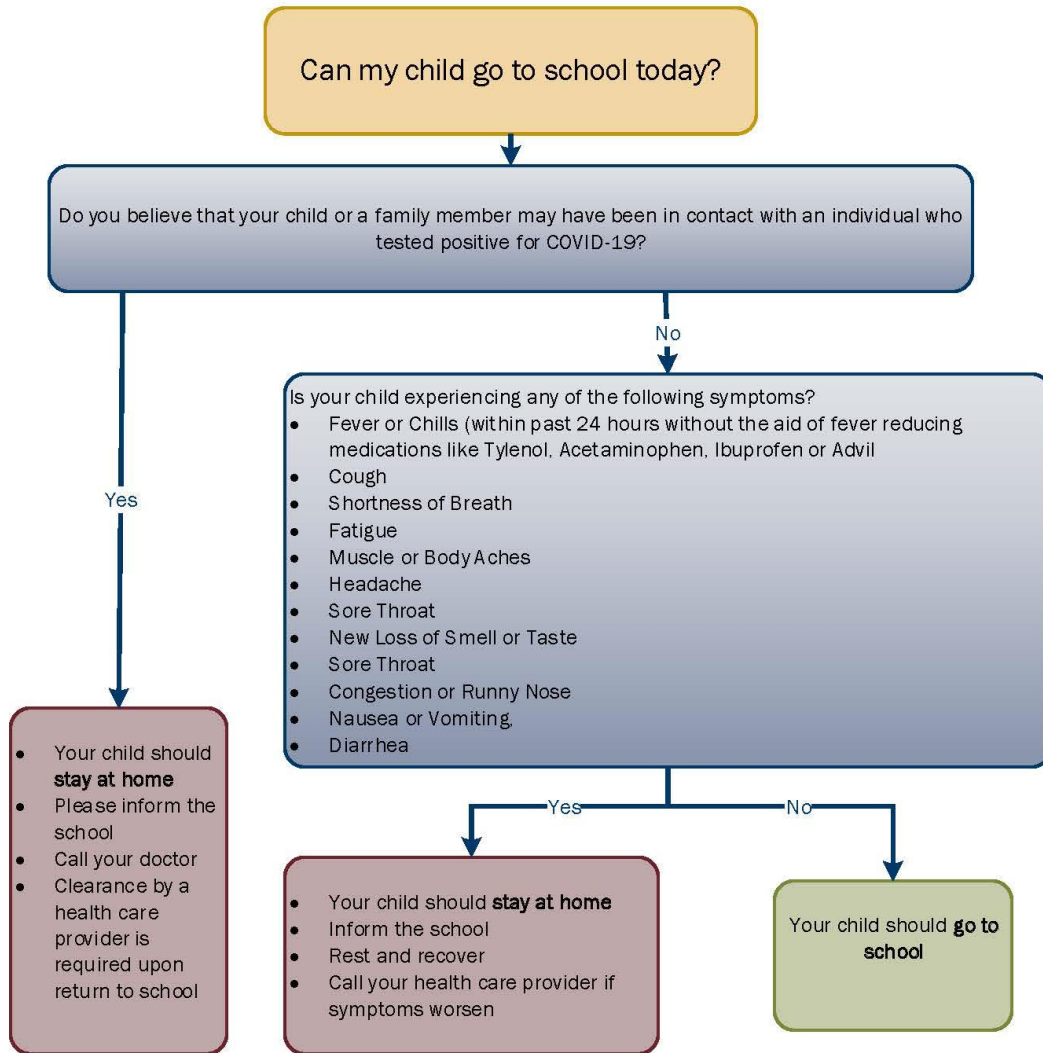 Can my child go to school today?
Do you believe that your child or a family member may have been in contact with an individual who
tested positive for COVID-19?
Yes
No
Is your child experiencing any of the following symptoms?
• Fever or Chills (within past 24 hours without the aid of fever reducing
medications like Tylenol, Acetaminophen, Ibuprofen or Advil
• Cough
• Shortness of Breath
• Fatigue
• Muscle or Body Aches
• Headache
• Sore Throat
• New Loss of Smell or Taste
• Sore Throat
• Congestion or Runny Nose
• Nausea or Vomiting,
• Diarrhea
• Your child should
stay at home
• Please inform the
school
• Call your doctor
• Clearance by a
health care
provider is
required upon
return to school
Yes
No
• Your child should stay at home
• Inform the school
• Rest and recover
• Call your health care provider if
symptoms worsen
Your child should go to
school